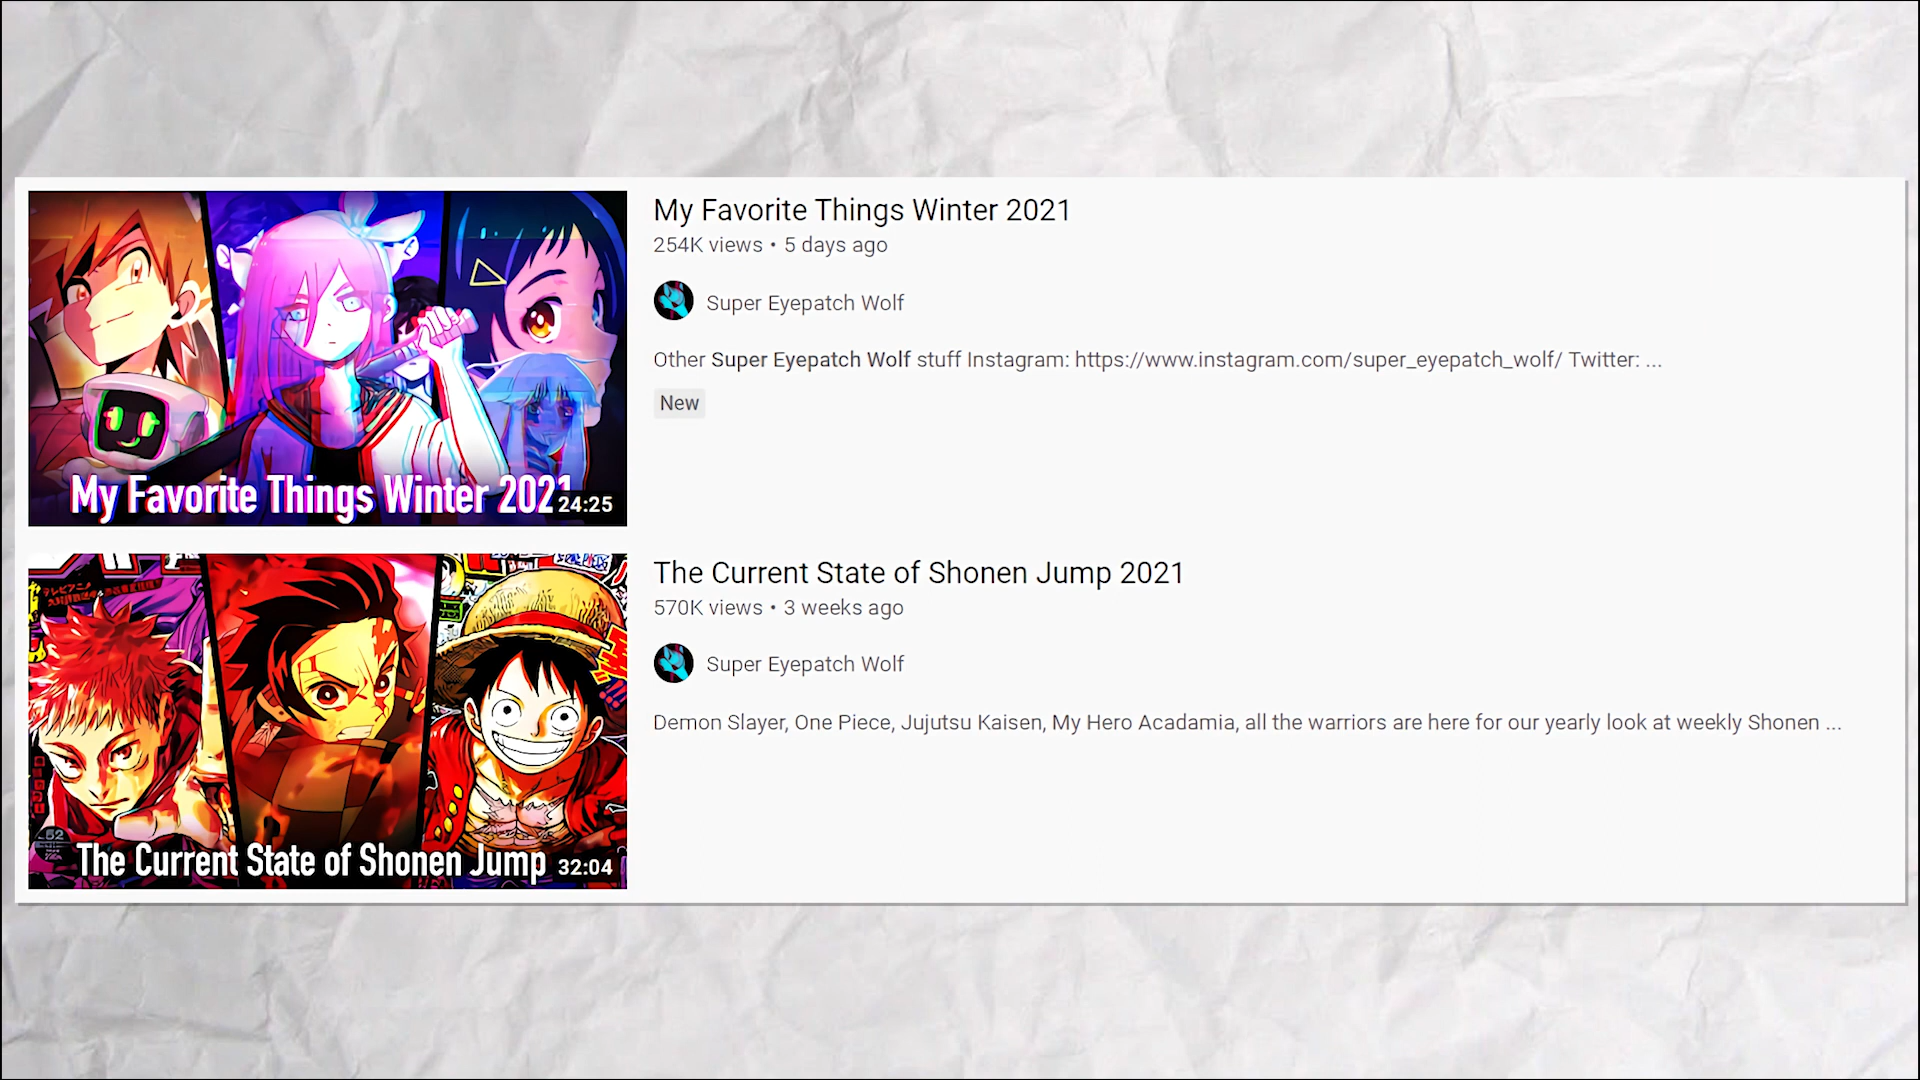 My Favorite Things Winter 2021
24:25
My Favorite Things Winter 2021
254K views • 5 days ago
Super Eyepatch Wolf
Other Super Eyepatch Wolf stuff Instagram: https://www.instagram.com/super_eyepatch_wolf/ Twitter: ...
New
The Current State of Shonen Jump
32:04
The Current State of Shonen Jump 2021
570K views • 3 weeks ago
Super Eyepatch Wolf
Demon Slayer, One Piece, Jujutsu Kaisen, My Hero Acadamia, all the warriors are here for our yearly look at weekly Shonen ...